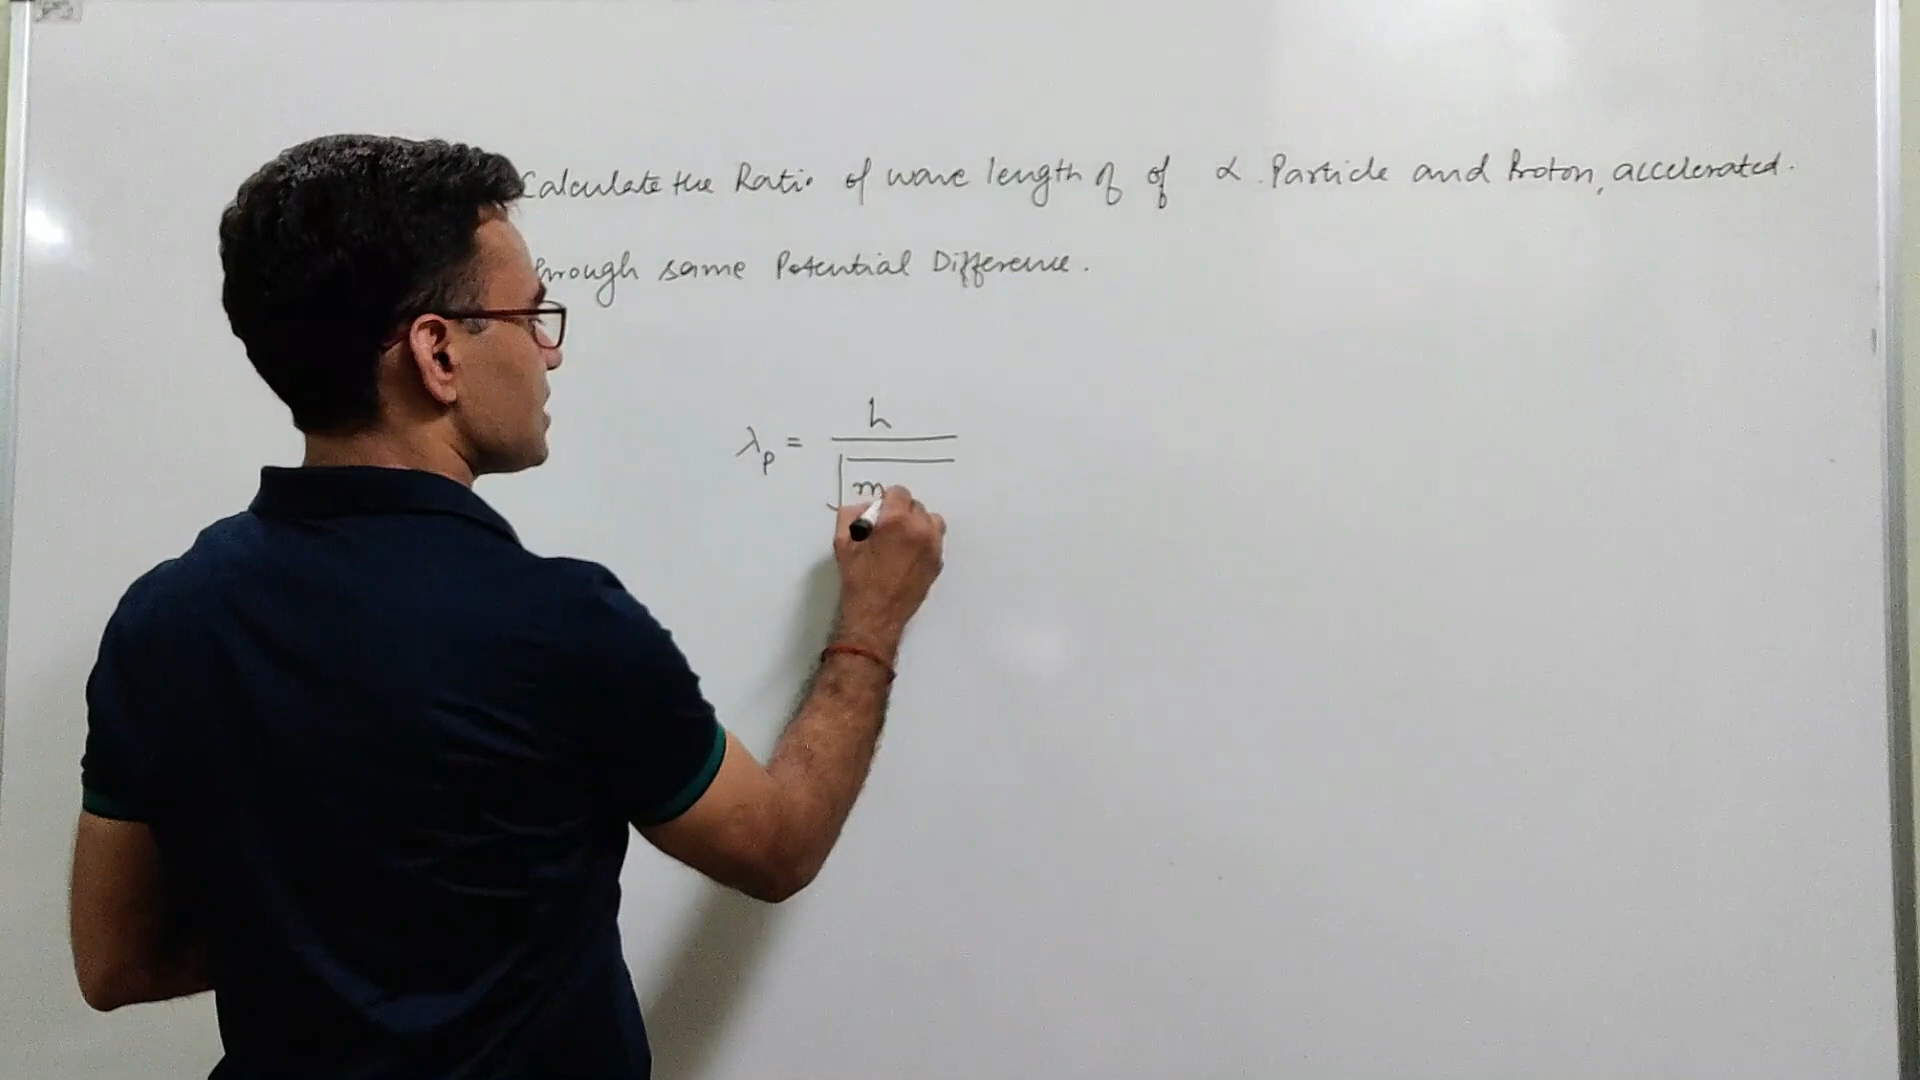 Calculate the Ratio of wave length of of α Particle and Proton, accelerated.
through same Potential Difference.
λp = h
√m